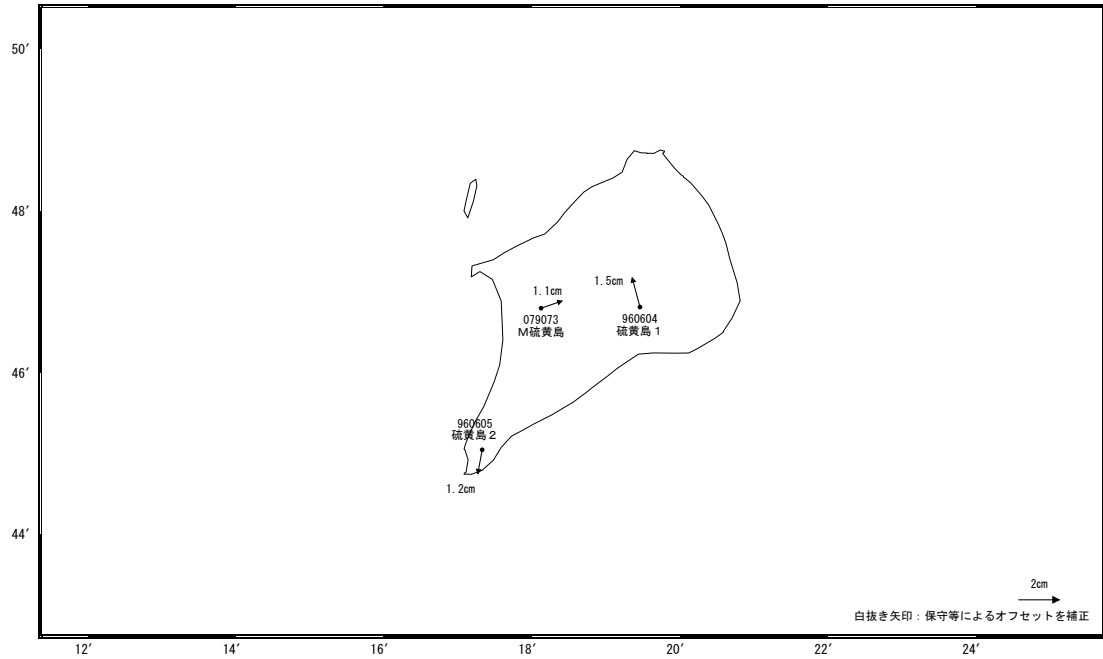 50′
48′
1.5cm
1.1cm
079073
M硫黄島
960604
硫黄島１
46′
960605
硫黄島２
1.2cm
44′
2cm
白抜き矢印：保守等によるオフセットを補正
12′
14′
16′
18′
20′
22′
24′